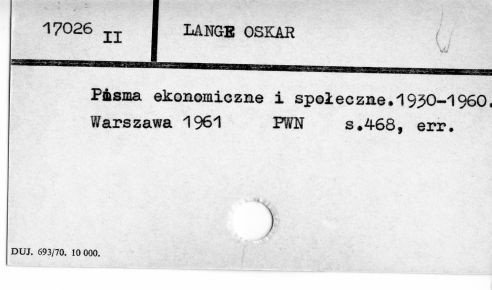 17026 II LANGE OSKAR
Pisma ekonomiczne i społeczne.1930-1960.
Warszawa 1961 PWN s.468, err.
DUJ. 693/70. 10 000.